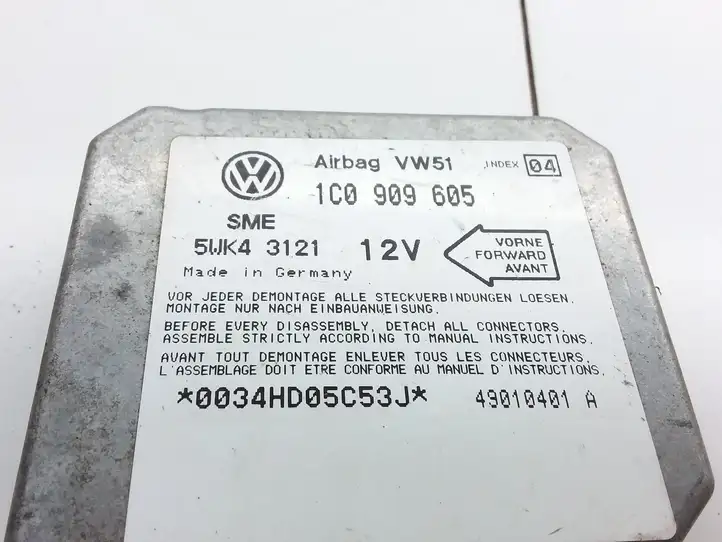 Airbag VW51 INDEX 04
1C0 909 605
SME
5WK4 3121 12V
VORNE
FORWARD
AVANT
Made in Germany
VOR JEDER DEMONTAGE ALLE STECKVERBINDUNGEN LOESEN.
MONTAGE NUR NACH EINBAUANWEISUNG.
BEFORE EVERY DISASSEMBLY, DETACH ALL CONNECTORS.
ASSEMBLE STRICTLY ACCORDING TO MANUAL INSTRUCTIONS.
AVANT TOUT DEMONTAGE ENLEVER TOUS LES CONNECTEURS.
L'ASSEMBLAGE DOIT ETRE CONFORME AU MANUEL D'INSTRUCTIONS.
*0034HD05C53J* 49010401 A